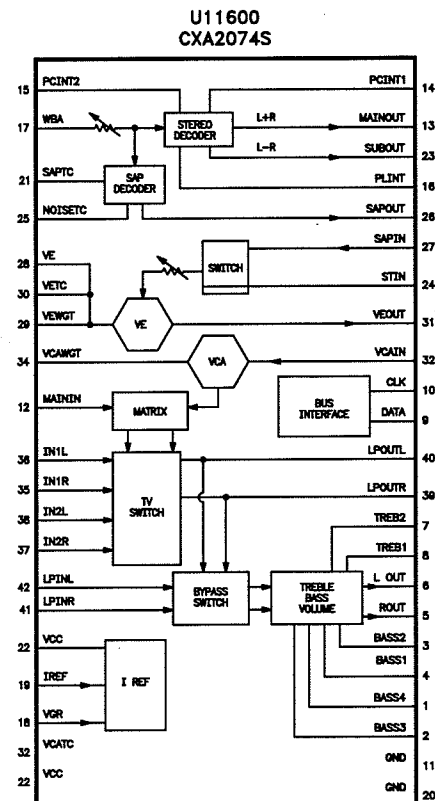 U11600
CXA2074S
15 PCINT2 PCINT1 14
17 WBA STEREO DECODER L+R MAINOUT 13
L-R SUBOUT 23
21 SAPTC SAP DECODER PLINT 16
25 NOISETC SAPOUT 26
SAPIN 27
28 VE SWITCH
30 VETC STIN 24
29 VEWGT VE VEOUT 31
34 VCAWGT VCA VCAIN 32
CLK 10
12 MAININ MATRIX BUS INTERFACE
DATA 9
36 IN1L LPOUTL 40
35 IN1R TV SWITCH LPOUTR 39
38 IN2L TREB2 7
37 IN2R TREB1 8
42 LPINL BYPASS SWITCH TREBLE BASS VOLUME L OUT 6
41 LPINR ROUT 5
22 VCC BASS2 3
19 IREF I REF BASS1 4
18 VGR BASS4 1
32 VCATC BASS3 2
22 VCC GND 11
GND 20